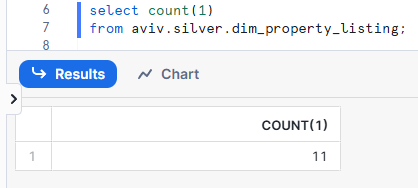 6 select count(1)
7 from aviv.silver.dim_property_listing;
8
Results Chart
COUNT(1)
1 11